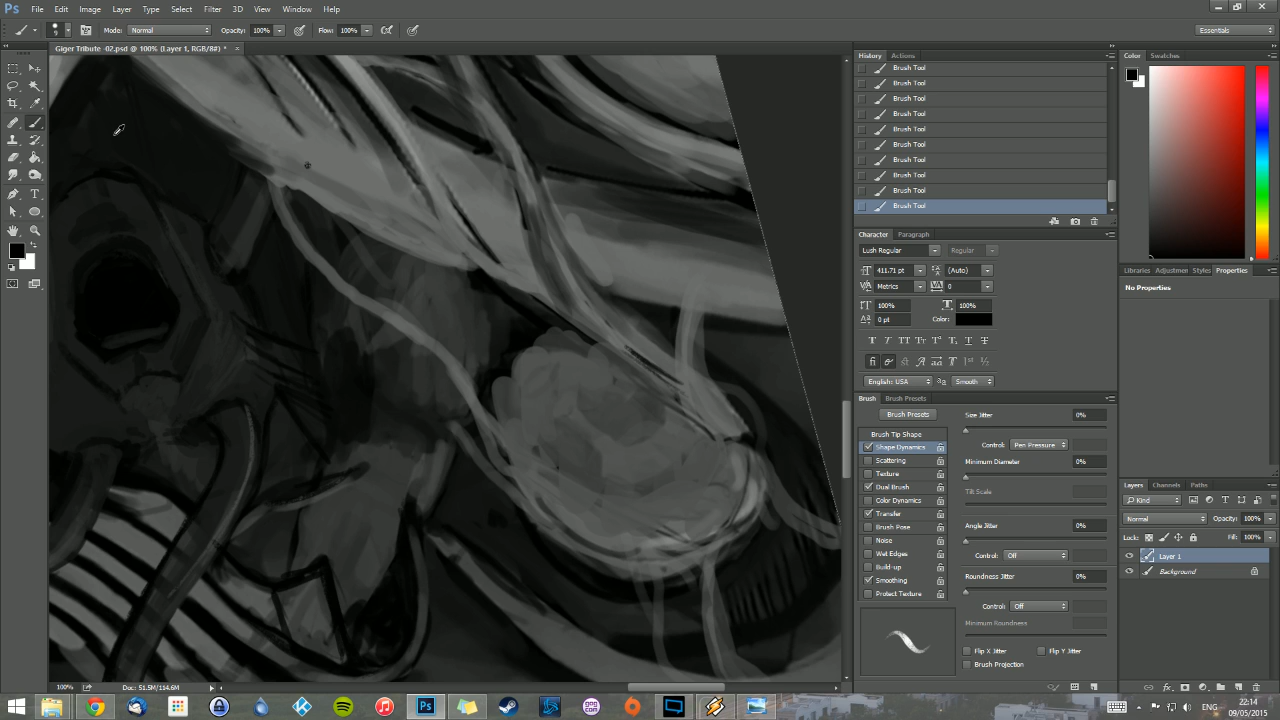 Ps File Edit Image Layer Type Select Filter 3D View Window Help
Mode: Normal Opacity: 100% Flow: 100% Essentials
Giger Tribute -02.psd @ 100% (Layer 1, RGB/8#) * ×
History Actions
Brush Tool
Brush Tool
Brush Tool
Brush Tool
Brush Tool
Brush Tool
Brush Tool
Brush Tool
Brush Tool
Brush Tool
Color Swatches
Character Paragraph
Lush Regular Regular
411.71 pt (Auto)
Metrics 0
100% 100%
0 pt Color:
English: USA Smooth
Libraries Adjustmen Styles Properties
No Properties
Brush Brush Presets
Brush Presets Size Jitter 0%
Brush Tip Shape
Shape Dynamics Control: Pen Pressure
Scattering Minimum Diameter 0%
Texture
Dual Brush Tilt Scale
Color Dynamics
Transfer
Brush Pose Angle Jitter 0%
Noise
Wet Edges Control: Off
Build-up
Smoothing Roundness Jitter 0%
Protect Texture
Control: Off
Minimum Roundness
Flip X Jitter Flip Y Jitter
Brush Projection
Layers Channels Paths
Kind
Normal Opacity: 100%
Lock: Fill: 100%
Layer 1
Background
100% Doc: 51.5M/114.6M
Ps gog com ENG 22:14
09/05/2015